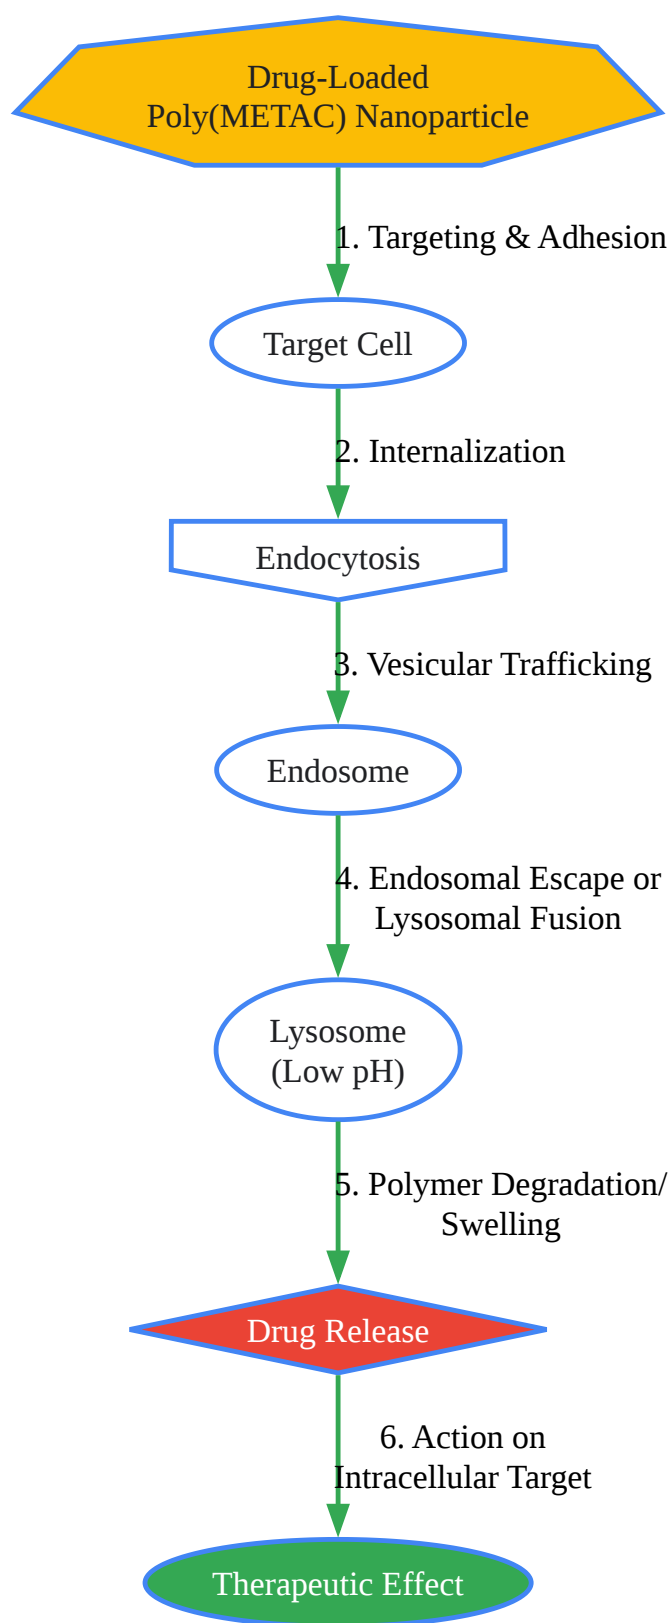 Drug-Loaded
Poly(METAC) Nanoparticle
1. Targeting & Adhesion
Target Cell
2. Internalization
Endocytosis
3. Vesicular Trafficking
Endosome
4. Endosomal Escape or
Lysosomal Fusion
Lysosome
(Low pH)
5. Polymer Degradation/
Swelling
Drug Release
6. Action on
Intracellular Target
Therapeutic Effect